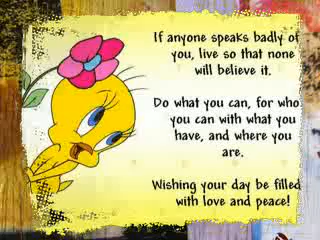 If anyone speaks badly of
you, live so that none
will believe it.
Do what you can, for who
you can with what you
have, and where you
are.
Wishing your day be filled
with love and peace!